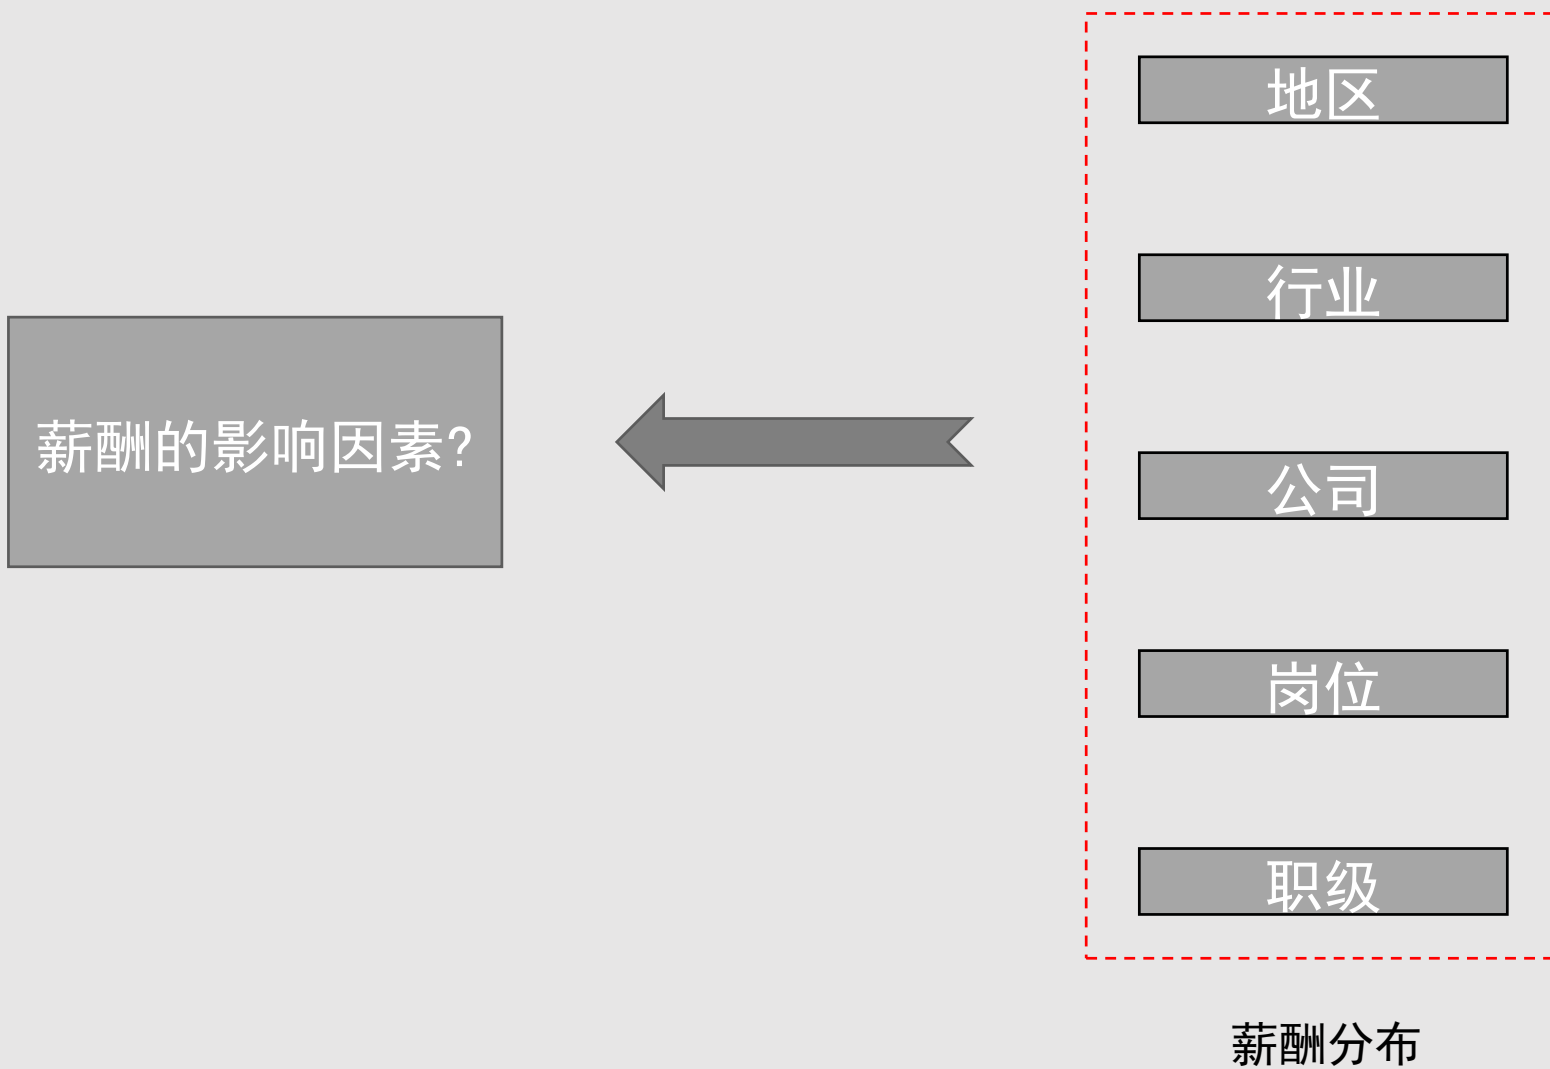 薪酬的影响因素?
地区
行业
公司
岗位
职级
薪酬分布